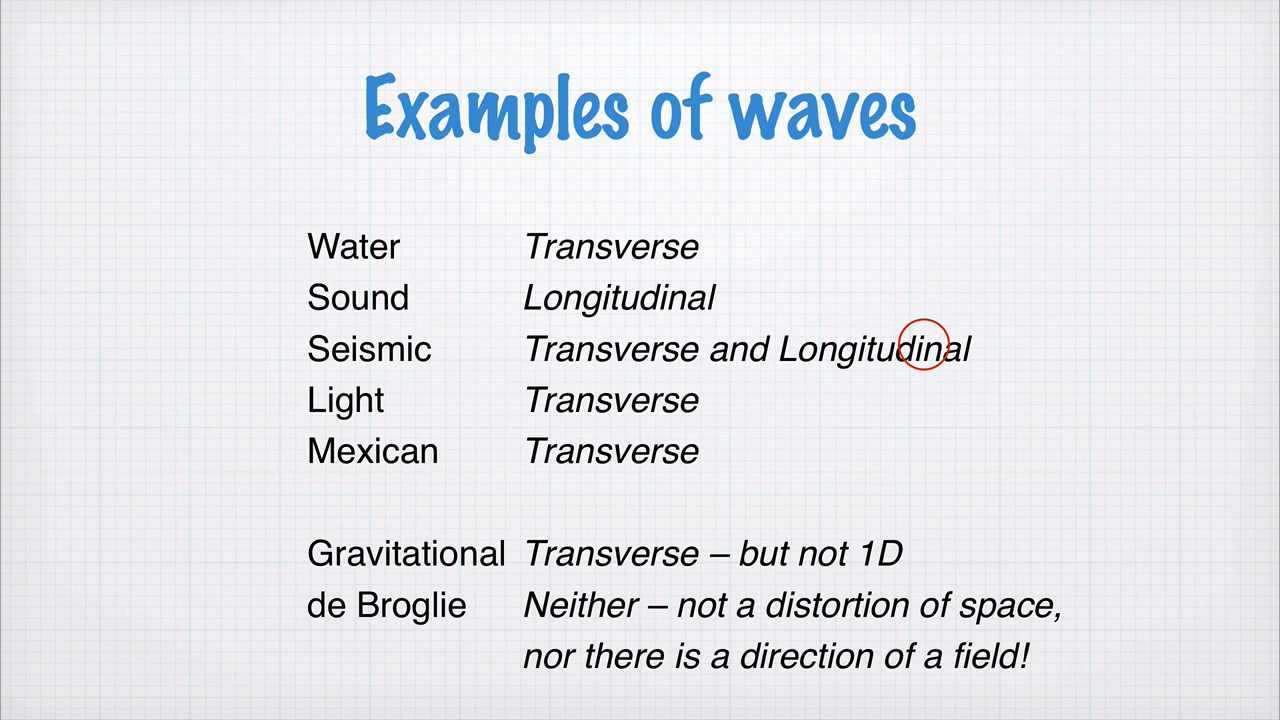 Examples of waves
Water Transverse
Sound Longitudinal
Seismic Transverse and Longitudinal
Light Transverse
Mexican Transverse
Gravitational Transverse – but not 1D
de Broglie Neither – not a distortion of space,
nor there is a direction of a field!